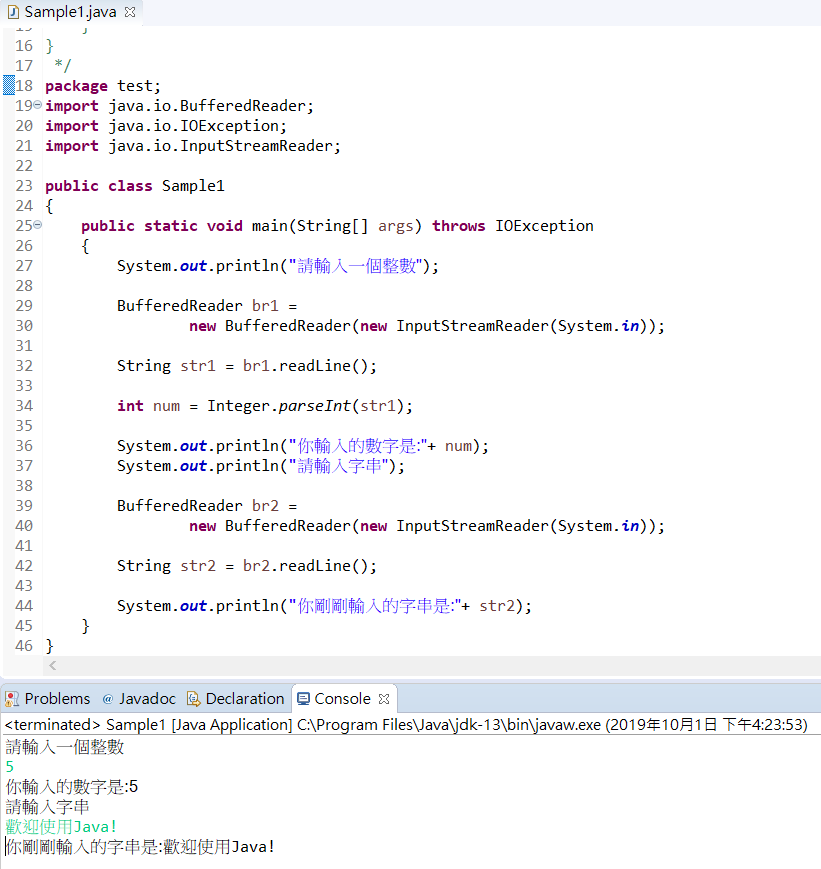 Sample1.java
16 }
17 */
18 package test;
19 import java.io.BufferedReader;
20 import java.io.IOException;
21 import java.io.InputStreamReader;
22
23 public class Sample1
24 {
25 public static void main(String[] args) throws IOException
26 {
27 System.out.println("請輸入一個整數");
28
29 BufferedReader br1 =
30 new BufferedReader(new InputStreamReader(System.in));
31
32 String str1 = br1.readLine();
33
34 int num = Integer.parseInt(str1);
35
36 System.out.println("你輸入的數字是:"+ num);
37 System.out.println("請輸入字串");
38
39 BufferedReader br2 =
40 new BufferedReader(new InputStreamReader(System.in));
41
42 String str2 = br2.readLine();
43
44 System.out.println("你剛剛輸入的字串是:"+ str2);
45 }
46 }
Problems @ Javadoc Declaration Console
<terminated> Sample1 [Java Application] C:\Program Files\Java\jdk-13\bin\javaw.exe (2019年10月1日 下午4:23:53)
請輸入一個整數
5
你輸入的數字是:5
請輸入字串
歡迎使用Java!
你剛剛輸入的字串是:歡迎使用Java!